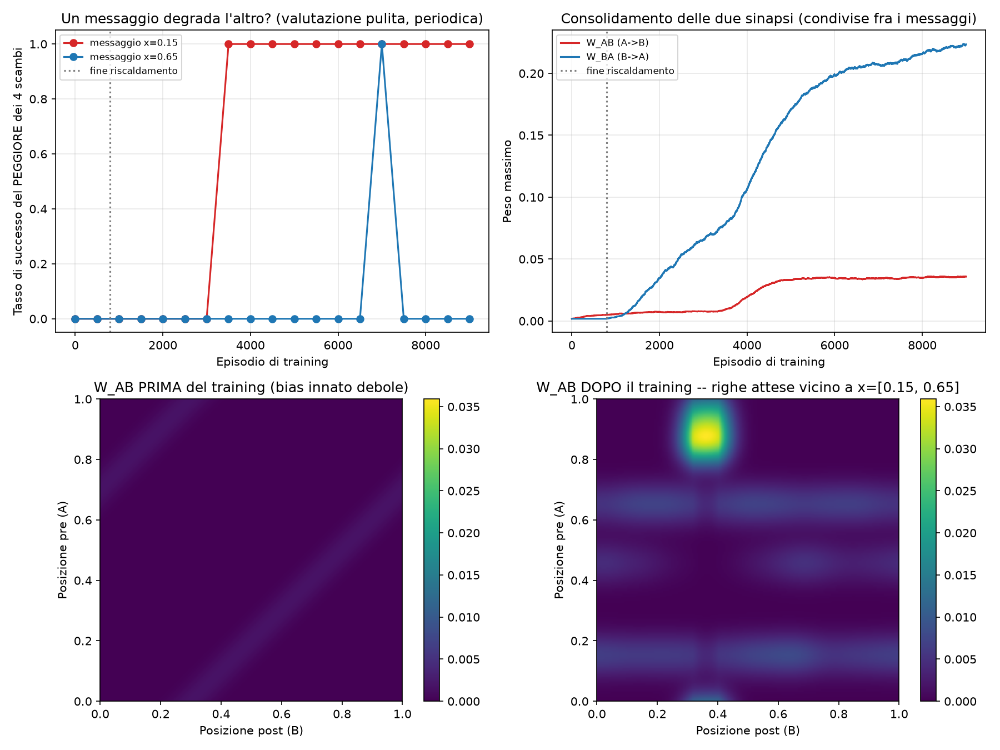 Un messaggio degrada l'altro? (valutazione pulita, periodica)
Tasso di successo del PEGGIORE dei 4 scambi
1.0
0.8
0.6
0.4
0.2
0.0
messaggio x=0.15
messaggio x=0.65
fine riscaldamento
0 2000 4000 6000 8000
Episodio di training
Consolidamento delle due sinapsi (condivise fra i messaggi)
Peso massimo
0.20
0.15
0.10
0.05
0.00
W_AB (A->B)
W_BA (B->A)
fine riscaldamento
0 2000 4000 6000 8000
Episodio di training
W_AB PRIMA del training (bias innato debole)
Posizione pre (A)
1.0
0.8
0.6
0.4
0.2
0.0
0.0 0.2 0.4 0.6 0.8 1.0
Posizione post (B)
0.035
0.030
0.025
0.020
0.015
0.010
0.005
0.000
W_AB DOPO il training -- righe attese vicino a x=[0.15, 0.65]
Posizione pre (A)
1.0
0.8
0.6
0.4
0.2
0.0
0.0 0.2 0.4 0.6 0.8 1.0
Posizione post (B)
0.035
0.030
0.025
0.020
0.015
0.010
0.005
0.000